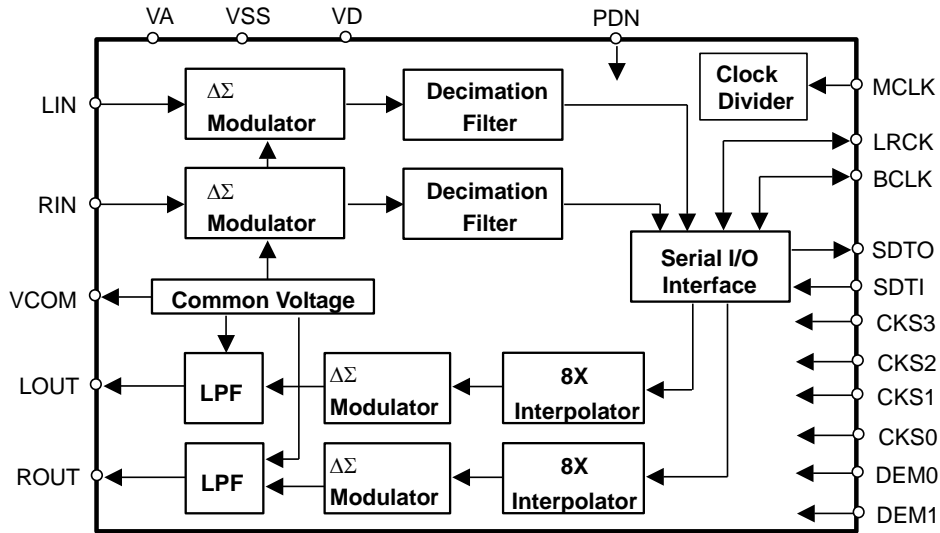 VA
VSS
VD
PDN
LIN
ΔΣ
Modulator
Decimation
Filter
Clock
Divider
MCLK
LRCK
RIN
ΔΣ
Modulator
Decimation
Filter
BCLK
Serial I/O
Interface
SDTO
SDTI
VCOM
Common Voltage
CKS3
CKS2
LOUT
LPF
ΔΣ
Modulator
8X
Interpolator
CKS1
CKS0
ROUT
LPF
ΔΣ
Modulator
8X
Interpolator
DEM0
DEM1